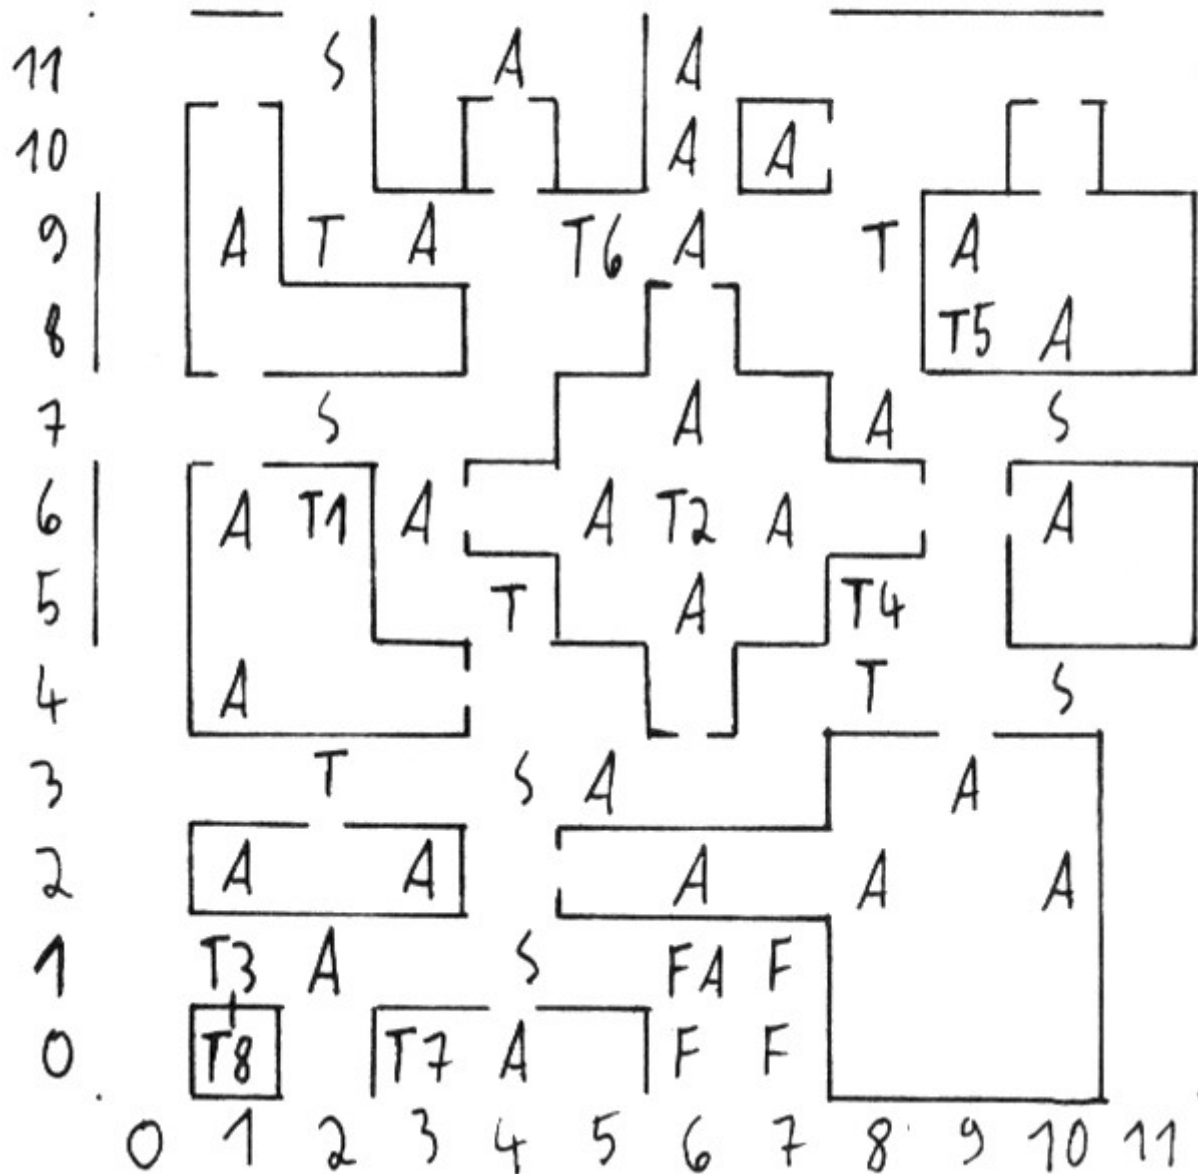 11 S A A
10 A A
9 A T A T6 A T A
8 T5 A
7 S A A S
6 A T1 A A T2 A A
5 T A T4
4 A T S
3 T S A A
2 A A A A A
1 T3 A S FA F
0 T8 T7 A F F
0 1 2 3 4 5 6 7 8 9 10 11